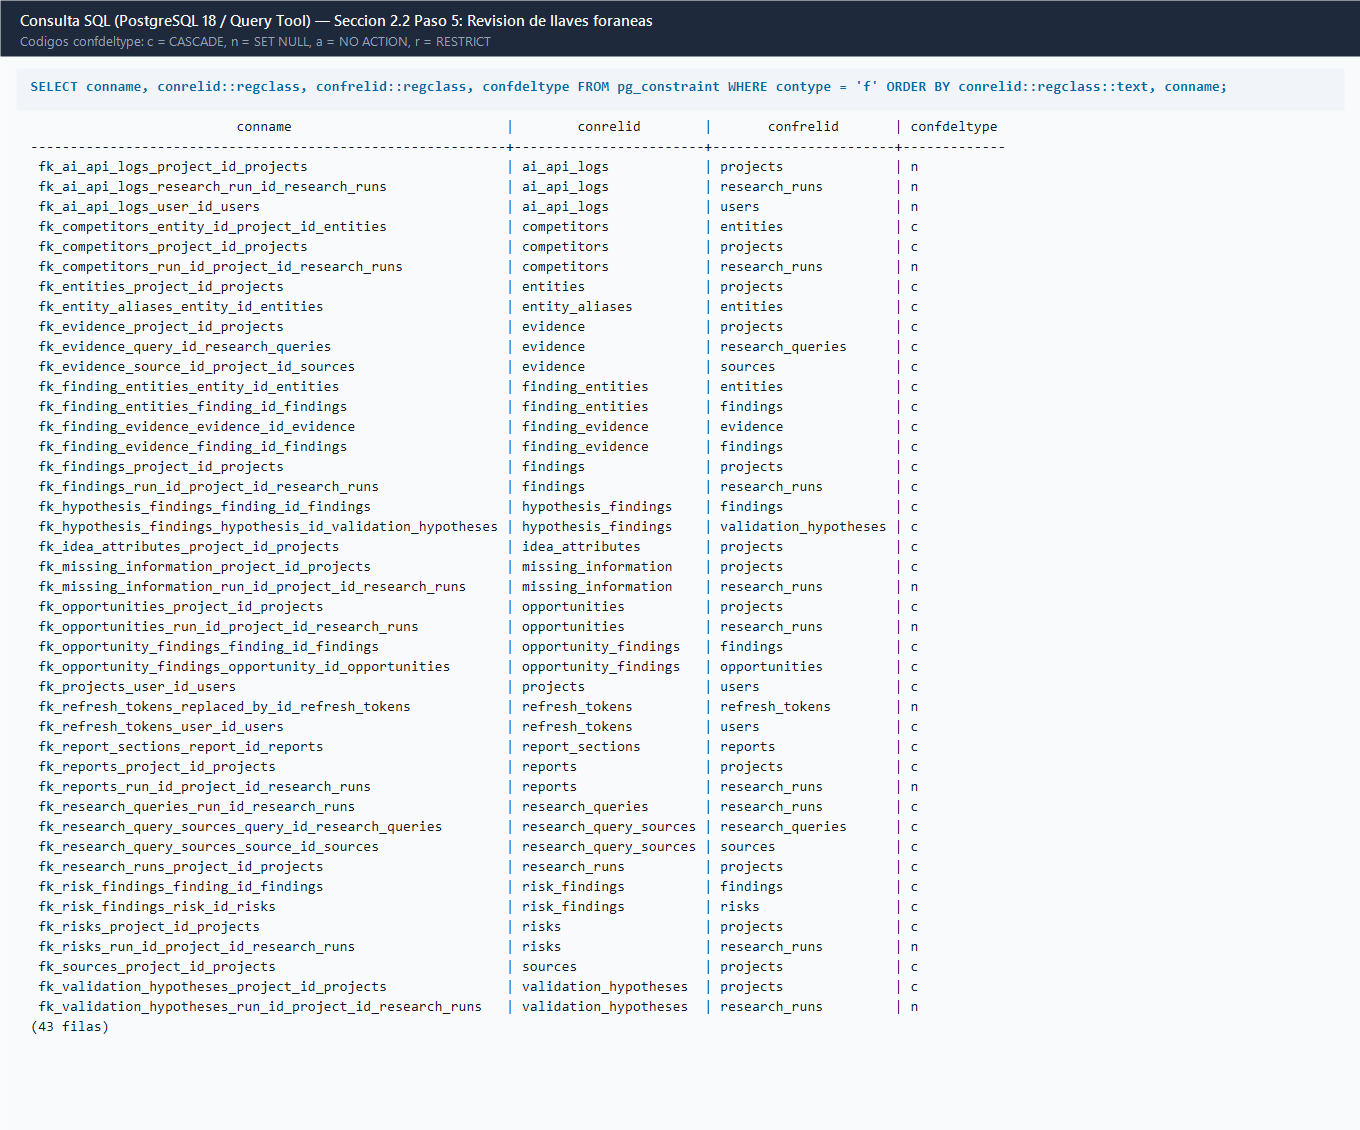 Consulta SQL (PostgreSQL 18 / Query Tool) — Seccion 2.2 Paso 5: Revision de llaves foraneas
Codigos confdeltype: c = CASCADE, n = SET NULL, a = NO ACTION, r = RESTRICT
SELECT conname, conrelid::regclass, confrelid::regclass, confdeltype FROM pg_constraint WHERE contype = 'f' ORDER BY conrelid::regclass::text, conname;
conname | conrelid | confrelid | confdeltype
-------------------------------------------------------------+------------------------+------------------------+-------------
fk_ai_api_logs_project_id_projects | ai_api_logs | projects | n
fk_ai_api_logs_research_run_id_research_runs | ai_api_logs | research_runs | n
fk_ai_api_logs_user_id_users | ai_api_logs | users | n
fk_competitors_entity_id_project_id_entities | competitors | entities | c
fk_competitors_project_id_projects | competitors | projects | c
fk_competitors_run_id_project_id_research_runs | competitors | research_runs | n
fk_entities_project_id_projects | entities | projects | c
fk_entity_aliases_entity_id_entities | entity_aliases | entities | c
fk_evidence_project_id_projects | evidence | projects | c
fk_evidence_query_id_research_queries | evidence | research_queries | c
fk_evidence_source_id_project_id_sources | evidence | sources | c
fk_finding_entities_entity_id_entities | finding_entities | entities | c
fk_finding_entities_finding_id_findings | finding_entities | findings | c
fk_finding_evidence_evidence_id_evidence | finding_evidence | evidence | c
fk_finding_evidence_finding_id_findings | finding_evidence | findings | c
fk_findings_project_id_projects | findings | projects | c
fk_findings_run_id_project_id_research_runs | findings | research_runs | c
fk_hypothesis_findings_finding_id_findings | hypothesis_findings | findings | c
fk_hypothesis_findings_hypothesis_id_validation_hypotheses | hypothesis_findings | validation_hypotheses | c
fk_idea_attributes_project_id_projects | idea_attributes | projects | c
fk_missing_information_project_id_projects | missing_information | projects | c
fk_missing_information_run_id_project_id_research_runs | missing_information | research_runs | n
fk_opportunities_project_id_projects | opportunities | projects | c
fk_opportunities_run_id_project_id_research_runs | opportunities | research_runs | n
fk_opportunity_findings_finding_id_findings | opportunity_findings | findings | c
fk_opportunity_findings_opportunity_id_opportunities | opportunity_findings | opportunities | c
fk_projects_user_id_users | projects | users | c
fk_refresh_tokens_replaced_by_id_refresh_tokens | refresh_tokens | refresh_tokens | n
fk_refresh_tokens_user_id_users | refresh_tokens | users | c
fk_report_sections_report_id_reports | report_sections | reports | c
fk_reports_project_id_projects | reports | projects | c
fk_reports_run_id_project_id_research_runs | reports | research_runs | n
fk_research_queries_run_id_research_runs | research_queries | research_runs | c
fk_research_query_sources_query_id_research_queries | research_query_sources | research_queries | c
fk_research_query_sources_source_id_sources | research_query_sources | sources | c
fk_research_runs_project_id_projects | research_runs | projects | c
fk_risk_findings_finding_id_findings | risk_findings | findings | c
fk_risk_findings_risk_id_risks | risk_findings | risks | c
fk_risks_project_id_projects | risks | projects | c
fk_risks_run_id_project_id_research_runs | risks | research_runs | n
fk_sources_project_id_projects | sources | projects | c
fk_validation_hypotheses_project_id_projects | validation_hypotheses | projects | c
fk_validation_hypotheses_run_id_project_id_research_runs | validation_hypotheses | research_runs | n
(43 filas)